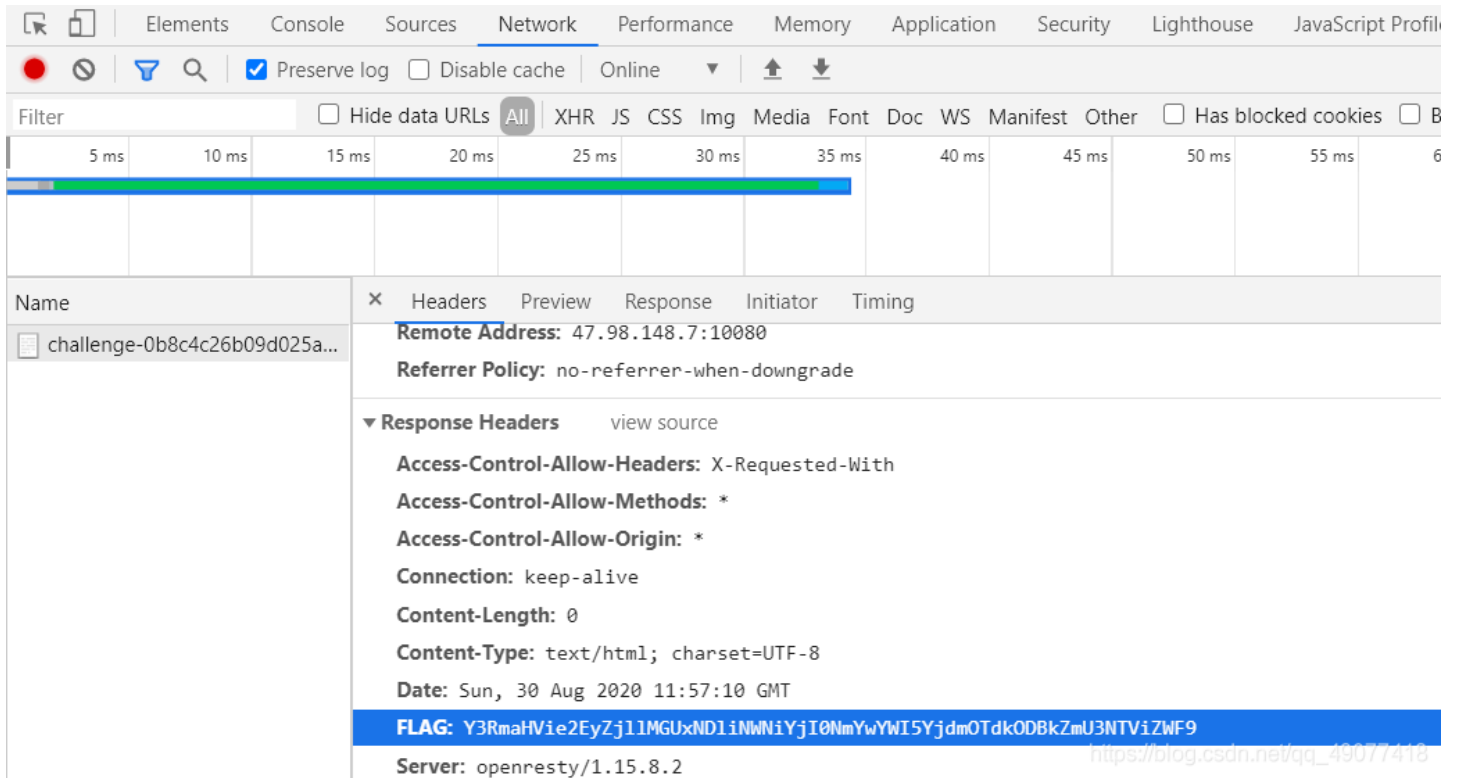 Elements Console Sources Network Performance Memory Application Security Lighthouse JavaScript Profil
Preserve log Disable cache Online
Filter Hide data URLs All XHR JS CSS Img Media Font Doc WS Manifest Other Has blocked cookies B
5 ms 10 ms 15 ms 20 ms 25 ms 30 ms 35 ms 40 ms 45 ms 50 ms 55 ms 6
Name
challenge-0b8c4c26b09d025a...
Headers Preview Response Initiator Timing
Remote Address: 47.98.148.7:10080
Referrer Policy: no-referrer-when-downgrade
Response Headers view source
Access-Control-Allow-Headers: X-Requested-With
Access-Control-Allow-Methods: *
Access-Control-Allow-Origin: *
Connection: keep-alive
Content-Length: 0
Content-Type: text/html; charset=UTF-8
Date: Sun, 30 Aug 2020 11:57:10 GMT
FLAG: Y3RmaHVie2EyZjllMGUxNDliNWNiYjI0NmYwYWI5YjdmOTdkODBkZmU3NTViZWF9
https://blog.csdn.net/qq_49077418
Server: openresty/1.15.8.2